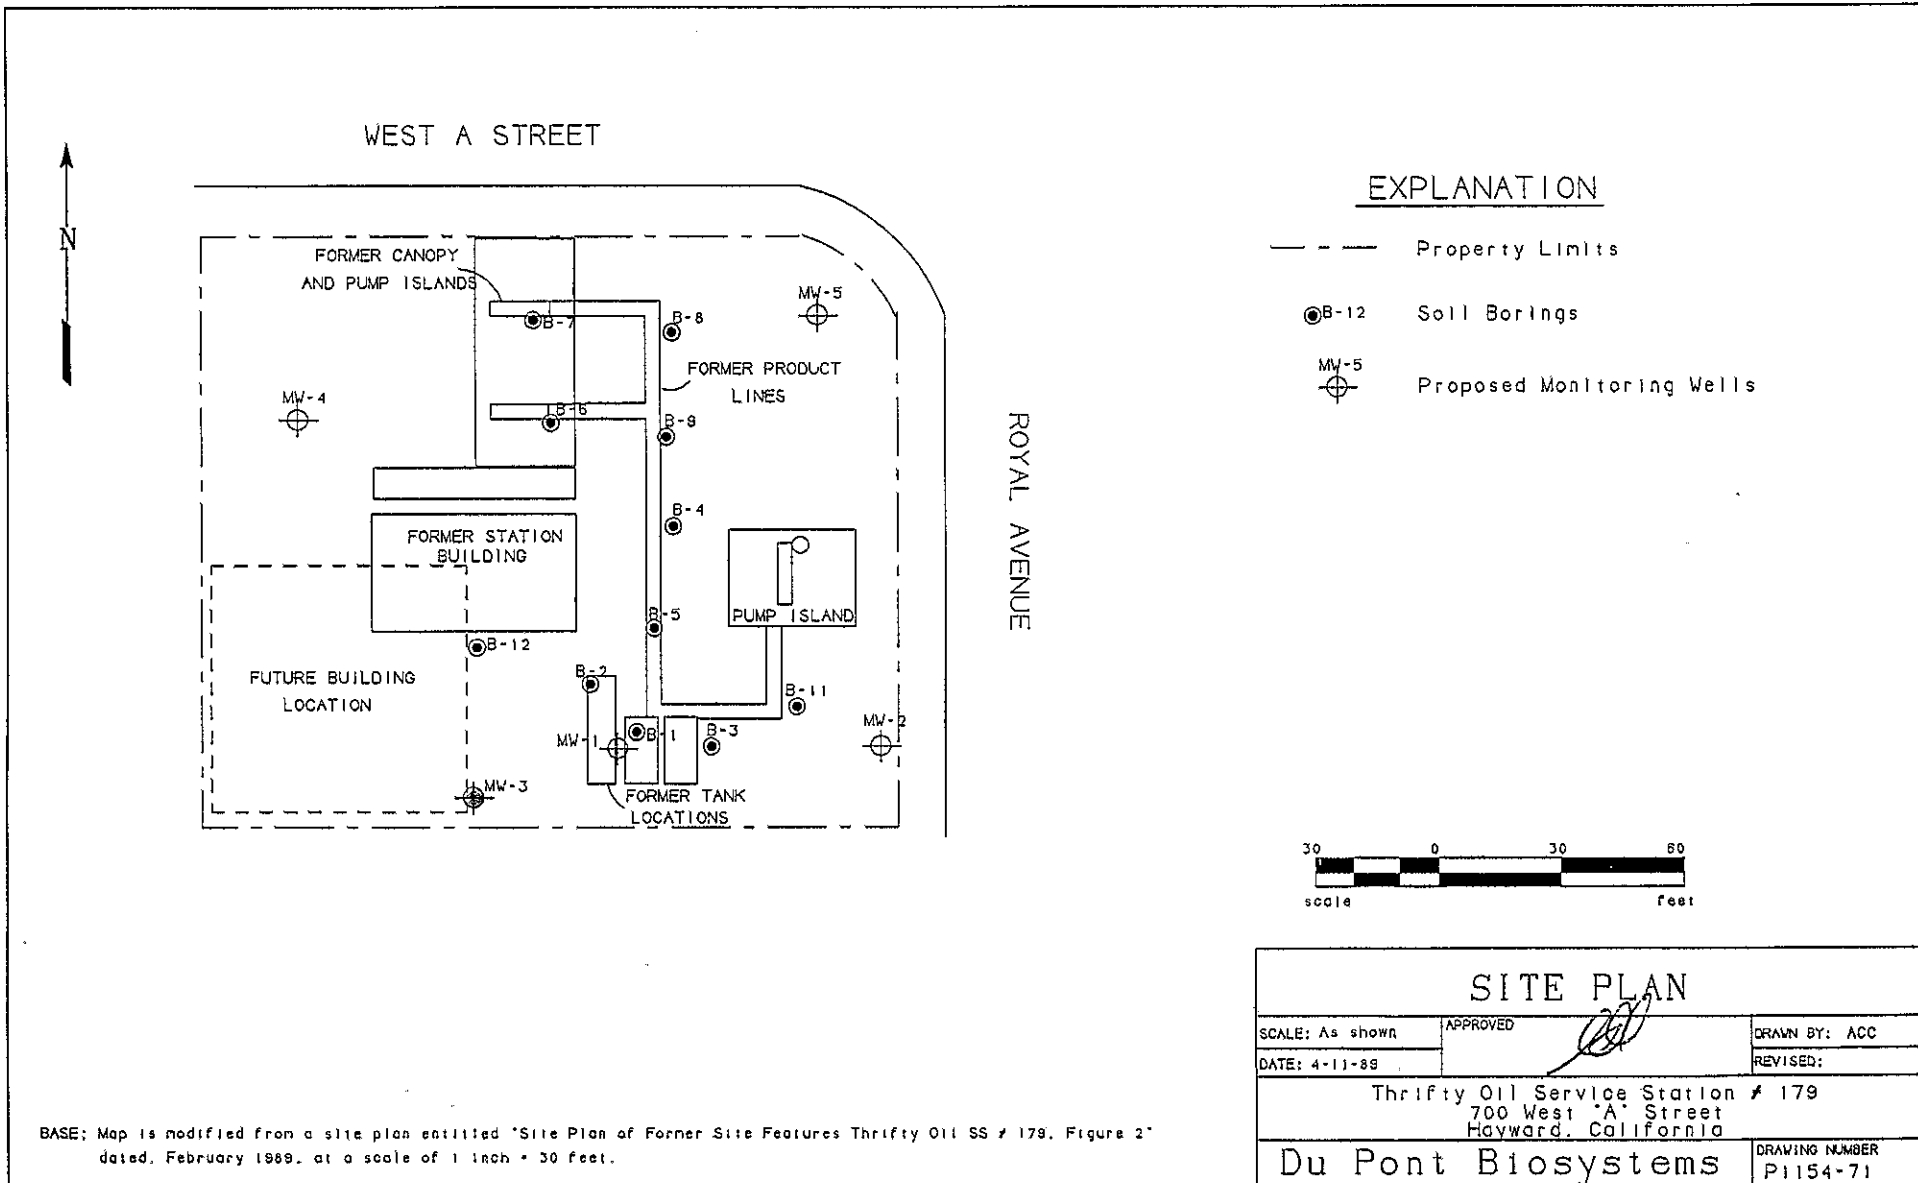 WEST A STREET
N
FORMER CANOPY
AND PUMP ISLANDS
B-7
B-8
MW-5
FORMER PRODUCT
LINES
MW-4
B-6
B-9
ROYAL AVENUE
B-4
FORMER STATION
BUILDING
PUMP ISLAND
B-5
B-12
B-2
FUTURE BUILDING
LOCATION
B-11
MW-2
MW-1
B-1
B-3
MW-3
FORMER TANK
LOCATIONS
EXPLANATION
Property Limits
B-12 Soil Borings
MW-5
Proposed Monitoring Wells
30 0 30 60
scale feet
SITE PLAN
SCALE: As shown
APPROVED
DRAWN BY: ACC
DATE: 4-11-89
REVISED:
Thrifty Oil Service Station # 179
700 West "A" Street
Hayward, California
Du Pont Biosystems
DRAWING NUMBER
P1154-71
BASE: Map is modified from a site plan entitled "Site Plan of Former Site Features Thrifty Oil SS # 179, Figure 2"
dated, February 1989, at a scale of 1 inch = 30 feet.